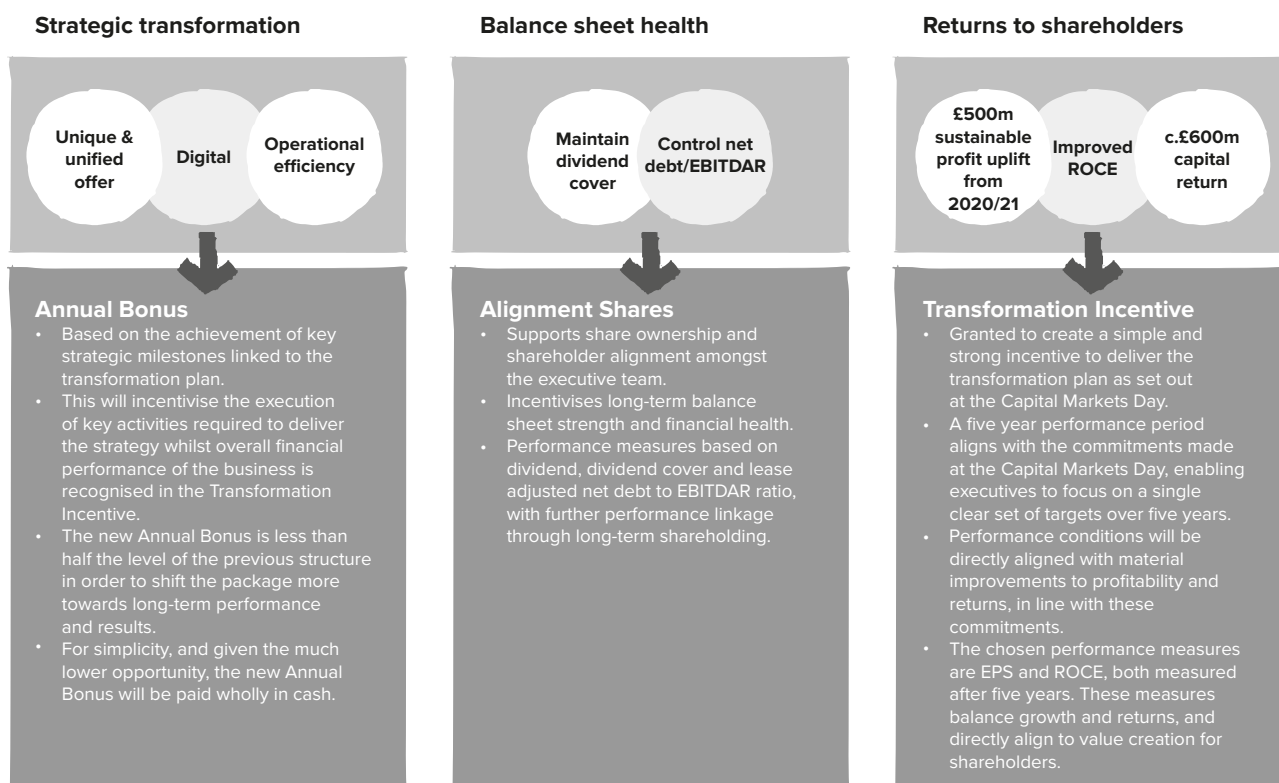 Strategic transformation
Unique &
unified
offer
Digital
Operational
efficiency
Annual Bonus
• Based on the achievement of key
strategic milestones linked to the
transformation plan.
• This will incentivise the execution
of key activities required to deliver
the strategy whilst overall financial
performance of the business is
recognised in the Transformation
Incentive.
• The new Annual Bonus is less than
half the level of the previous structure
in order to shift the package more
towards long-term performance
and results.
• For simplicity, and given the much
lower opportunity, the new Annual
Bonus will be paid wholly in cash.
Balance sheet health
Maintain
dividend
cover
Control net
debt/EBITDAR
Alignment Shares
• Supports share ownership and
shareholder alignment amongst
the executive team.
• Incentivises long-term balance
sheet strength and financial health.
• Performance measures based on
dividend, dividend cover and lease
adjusted net debt to EBITDAR ratio,
with further performance linkage
through long-term shareholding.
Returns to shareholders
£500m
sustainable
profit uplift
from
2020/21
Improved
ROCE
c.£600m
capital
return
Transformation Incentive
• Granted to create a simple and
strong incentive to deliver the
transformation plan as set out
at the Capital Markets Day.
• A five year performance period
aligns with the commitments made
at the Capital Markets Day, enabling
executives to focus on a single
clear set of targets over five years.
• Performance conditions will be
directly aligned with material
improvements to profitability and
returns, in line with these
commitments.
• The chosen performance measures
are EPS and ROCE, both measured
after five years. These measures
balance growth and returns, and
directly align to value creation for
shareholders.